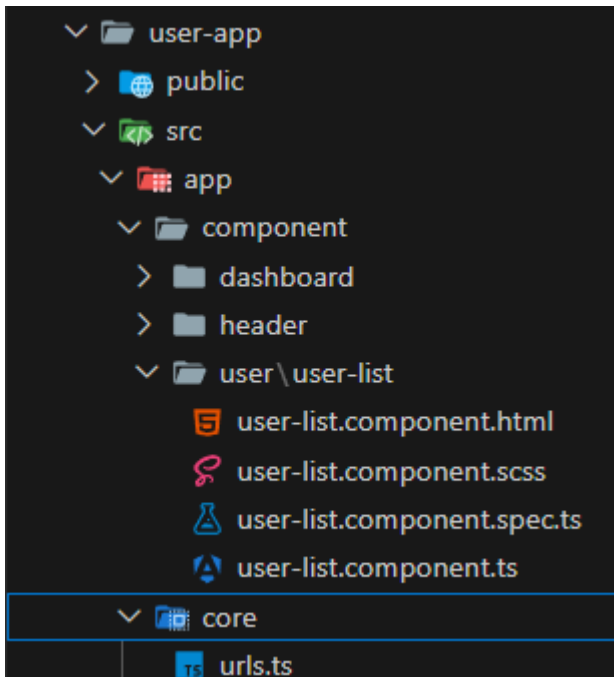 user-app
public
src
app
component
dashboard
header
user\user-list
user-list.component.html
user-list.component.scss
user-list.component.spec.ts
user-list.component.ts
core
TS urls.ts